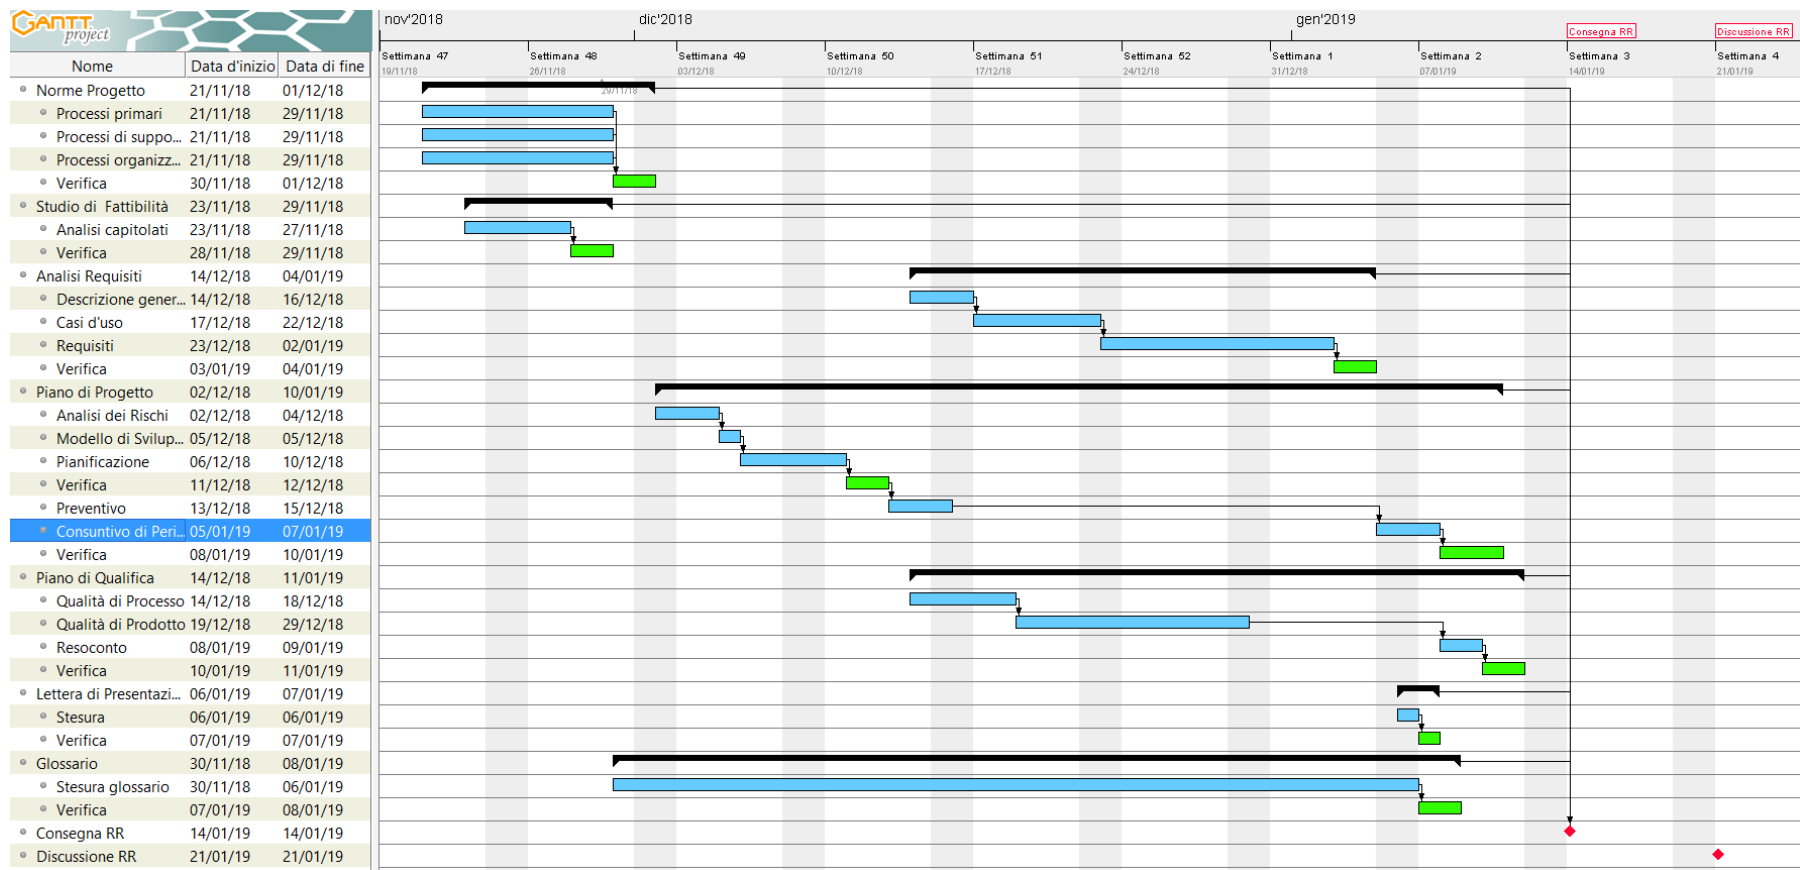 GANTT
project
nov'2018 dic'2018 gen'2019
Consegna RR Discussione RR
Settimana 47 Settimana 48 Settimana 49 Settimana 50 Settimana 51 Settimana 52 Settimana 1 Settimana 2 Settimana 3 Settimana 4
19/11/18 26/11/18 03/12/18 10/12/18 17/12/18 24/12/18 31/12/18 07/01/19 14/01/19 21/01/19
Nome Data d'inizio Data di fine
Norme Progetto 21/11/18 01/12/18 29/11/18
Processi primari 21/11/18 29/11/18
Processi di suppo... 21/11/18 29/11/18
Processi organizz... 21/11/18 29/11/18
Verifica 30/11/18 01/12/18
Studio di Fattibilità 23/11/18 29/11/18
Analisi capitolati 23/11/18 27/11/18
Verifica 28/11/18 29/11/18
Analisi Requisiti 14/12/18 04/01/19
Descrizione gener... 14/12/18 16/12/18
Casi d'uso 17/12/18 22/12/18
Requisiti 23/12/18 02/01/19
Verifica 03/01/19 04/01/19
Piano di Progetto 02/12/18 10/01/19
Analisi dei Rischi 02/12/18 04/12/18
Modello di Svilup... 05/12/18 05/12/18
Pianificazione 06/12/18 10/12/18
Verifica 11/12/18 12/12/18
Preventivo 13/12/18 15/12/18
Consuntivo di Peri... 05/01/19 07/01/19
Verifica 08/01/19 10/01/19
Piano di Qualifica 14/12/18 11/01/19
Qualità di Processo 14/12/18 18/12/18
Qualità di Prodotto 19/12/18 29/12/18
Resoconto 08/01/19 09/01/19
Verifica 10/01/19 11/01/19
Lettera di Presentazi... 06/01/19 07/01/19
Stesura 06/01/19 06/01/19
Verifica 07/01/19 07/01/19
Glossario 30/11/18 08/01/19
Stesura glossario 30/11/18 06/01/19
Verifica 07/01/19 08/01/19
Consegna RR 14/01/19 14/01/19
Discussione RR 21/01/19 21/01/19